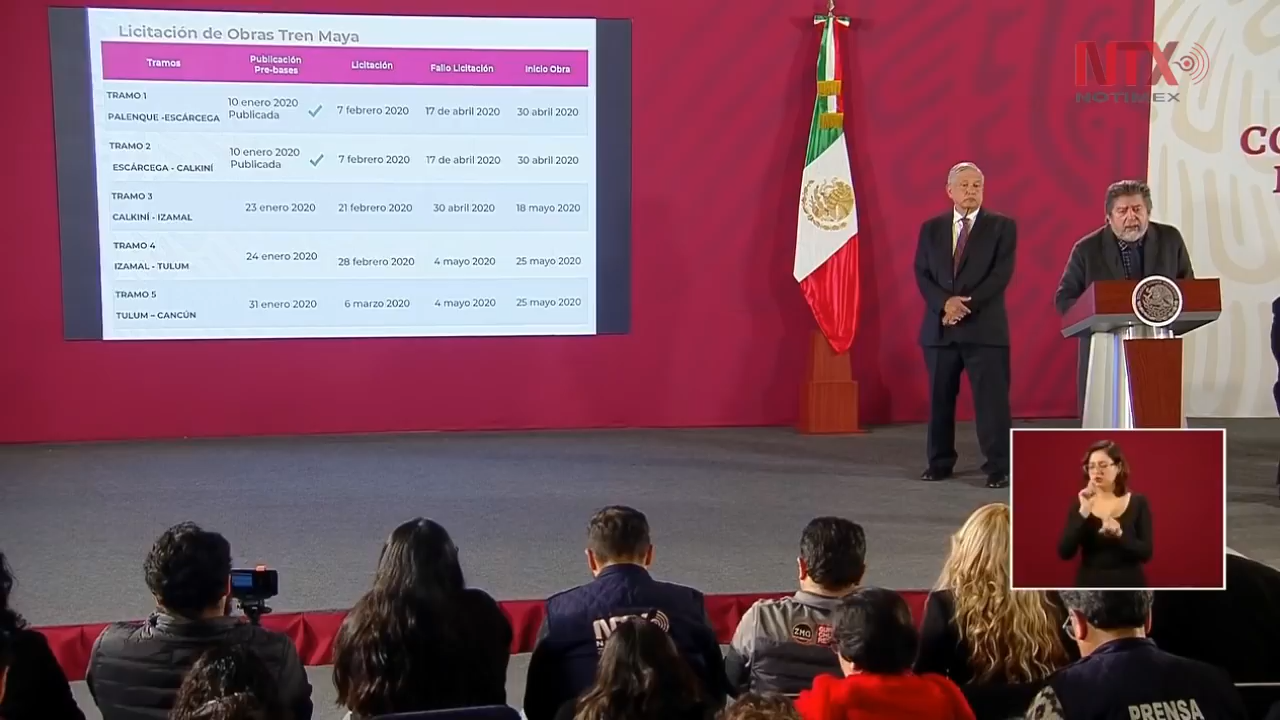 Licitación de Obras Tren Maya
Tramos
Publicación
Pre-bases
Licitación
Fallo Licitación
Inicio Obra
TRAMO 1
PALENQUE -ESCÁRCEGA
10 enero 2020
Publicada
7 febrero 2020
17 de abril 2020
30 abril 2020
TRAMO 2
ESCÁRCEGA - CALKINÍ
10 enero 2020
Publicada
7 febrero 2020
17 de abril 2020
30 abril 2020
TRAMO 3
CALKINÍ - IZAMAL
23 enero 2020
21 febrero 2020
30 abril 2020
18 mayo 2020
TRAMO 4
IZAMAL - TULUM
24 enero 2020
28 febrero 2020
4 mayo 2020
25 mayo 2020
TRAMO 5
TULUM – CANCÚN
31 enero 2020
6 marzo 2020
4 mayo 2020
25 mayo 2020
NTX
NOTIMEX
ZMG
PRENSA